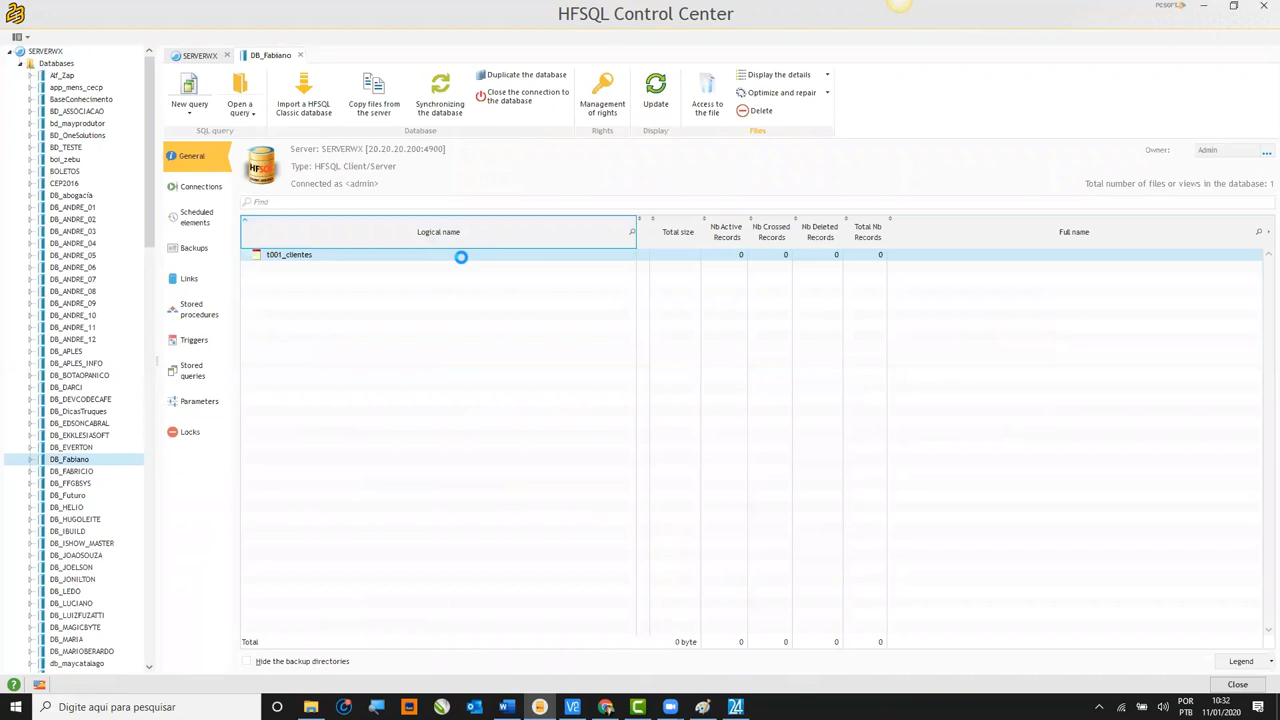 HFSQL Control Center
PCSOFT
SERVERWX
Databases
Alf_Zap
app_mens_cecp
BaseConhecimento
BD_ASSOCIACAO
bd_mayprodutor
BD_OneSolutions
BD_TESTE
boi_zebu
BOLETOS
CEP2016
DB_abogacía
DB_ANDRE_01
DB_ANDRE_02
DB_ANDRE_03
DB_ANDRE_04
DB_ANDRE_05
DB_ANDRE_06
DB_ANDRE_07
DB_ANDRE_08
DB_ANDRE_09
DB_ANDRE_10
DB_ANDRE_11
DB_ANDRE_12
DB_APLES
DB_APLES_INFO
DB_BOTAOPANICO
DB_DARCI
DB_DEVCODECAFE
DB_DicasTruques
DB_EDSONCABRAL
DB_EKKLESIASOFT
DB_EVERTON
DB_Fabiano
DB_FABRICIO
DB_FFGBSYS
DB_Futuro
DB_HELIO
DB_HUGOLEITE
DB_IBUILD
DB_ISHOW_MASTER
DB_JOAOSOUZA
DB_JOELSON
DB_JONILTON
DB_LEDO
DB_LUCIANO
DB_LUIZFUZATTI
DB_MAGICBYTE
DB_MARIA
DB_MARIOBERARDO
db_maycatalago
SERVERWX
DB_Fabiano
New query
Open a query
SQL query
Import a HFSQL Classic database
Copy files from the server
Synchronizing the database
Duplicate the database
Close the connection to the database
Database
Management of rights
Rights
Update
Display
Access to the file
Display the details
Optimize and repair
Delete
Files
General
Connections
Scheduled elements
Backups
Links
Stored procedures
Triggers
Stored queries
Parameters
Locks
Server: SERVERWX [20.20.20.200:4900]
Type: HFSQL Client/Server
Connected as <admin>
Owner: Admin ...
Total number of files or views in the database: 1
Find
Logical name
Total size
Nb Active Records
Nb Crossed Records
Nb Deleted Records
Total Nb Records
Full name
t001_clientes 0 0 0 0
Total 0 byte 0 0 0 0
Hide the backup directories
Legend
Close
Digite aqui para pesquisar
POR
PTB
10:32
11/01/2020